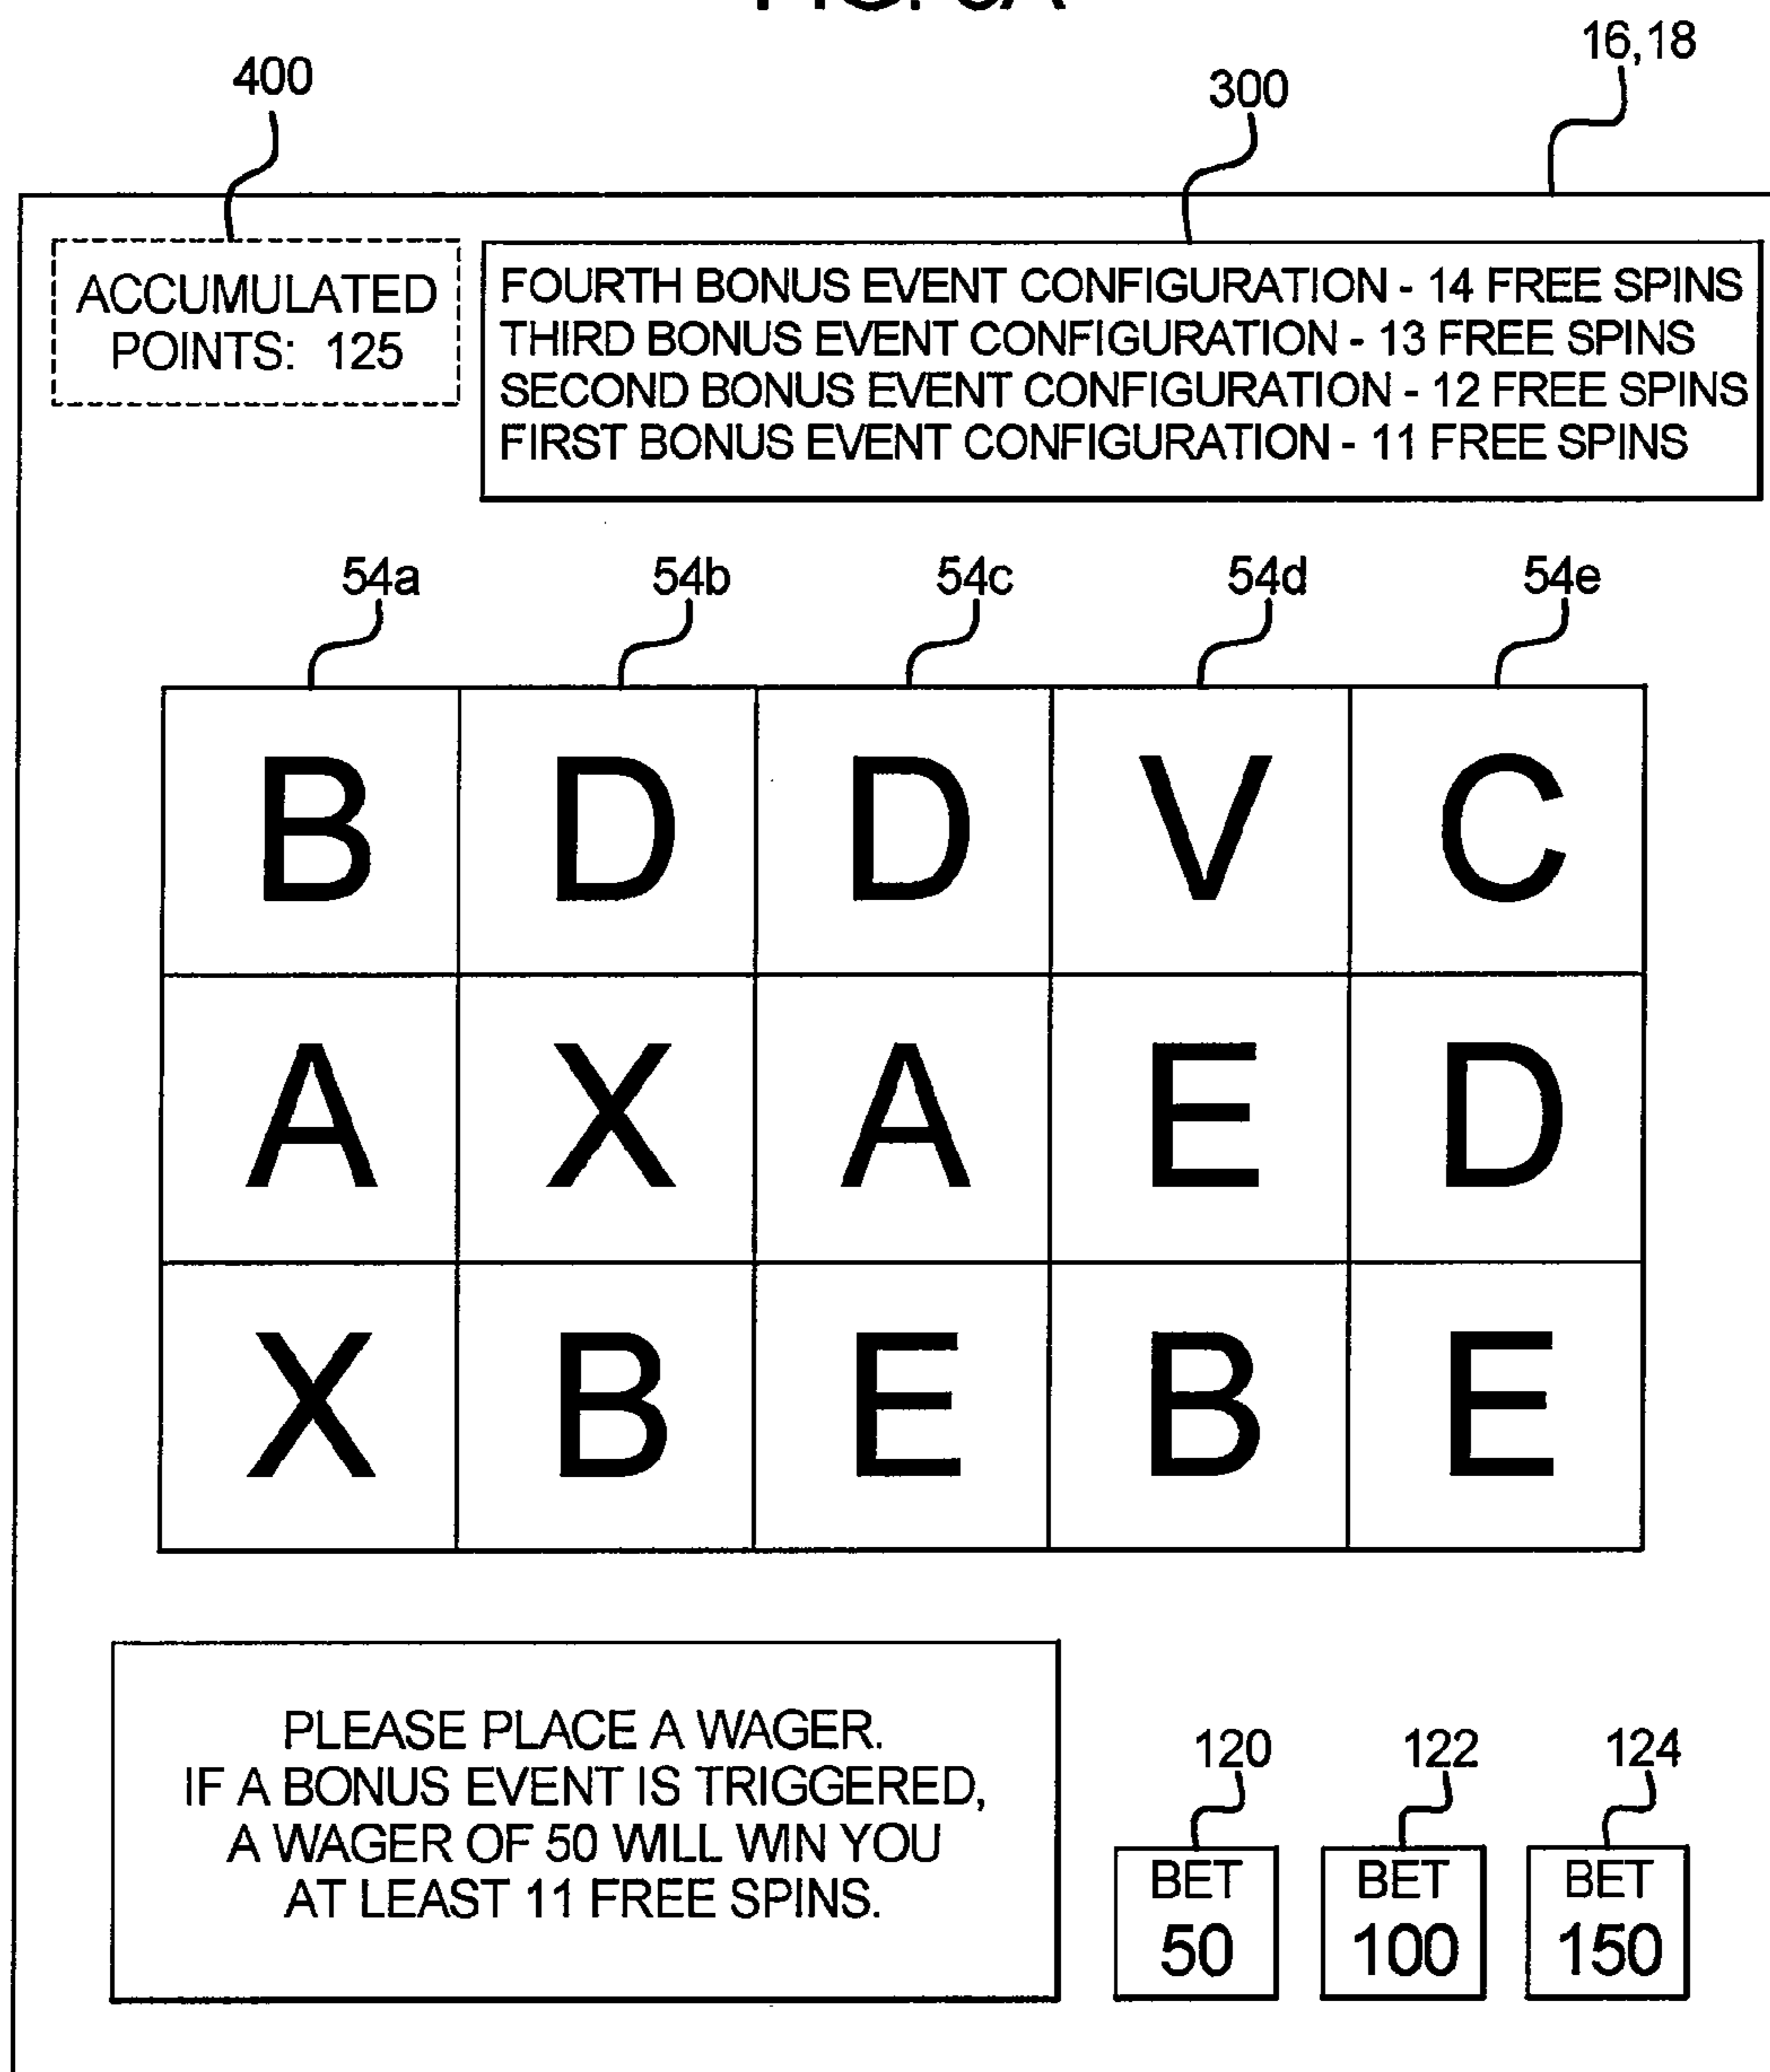 400
300
16,18
ACCUMULATED
POINTS: 125
FOURTH BONUS EVENT CONFIGURATION - 14 FREE SPINS
THIRD BONUS EVENT CONFIGURATION - 13 FREE SPINS
SECOND BONUS EVENT CONFIGURATION - 12 FREE SPINS
FIRST BONUS EVENT CONFIGURATION - 11 FREE SPINS
54a 54b 54c 54d 54e
B D D V C
A X A E D
X B E B E
PLEASE PLACE A WAGER.
IF A BONUS EVENT IS TRIGGERED,
A WAGER OF 50 WILL WIN YOU
AT LEAST 11 FREE SPINS.
120 122 124
BET BET BET
50 100 150